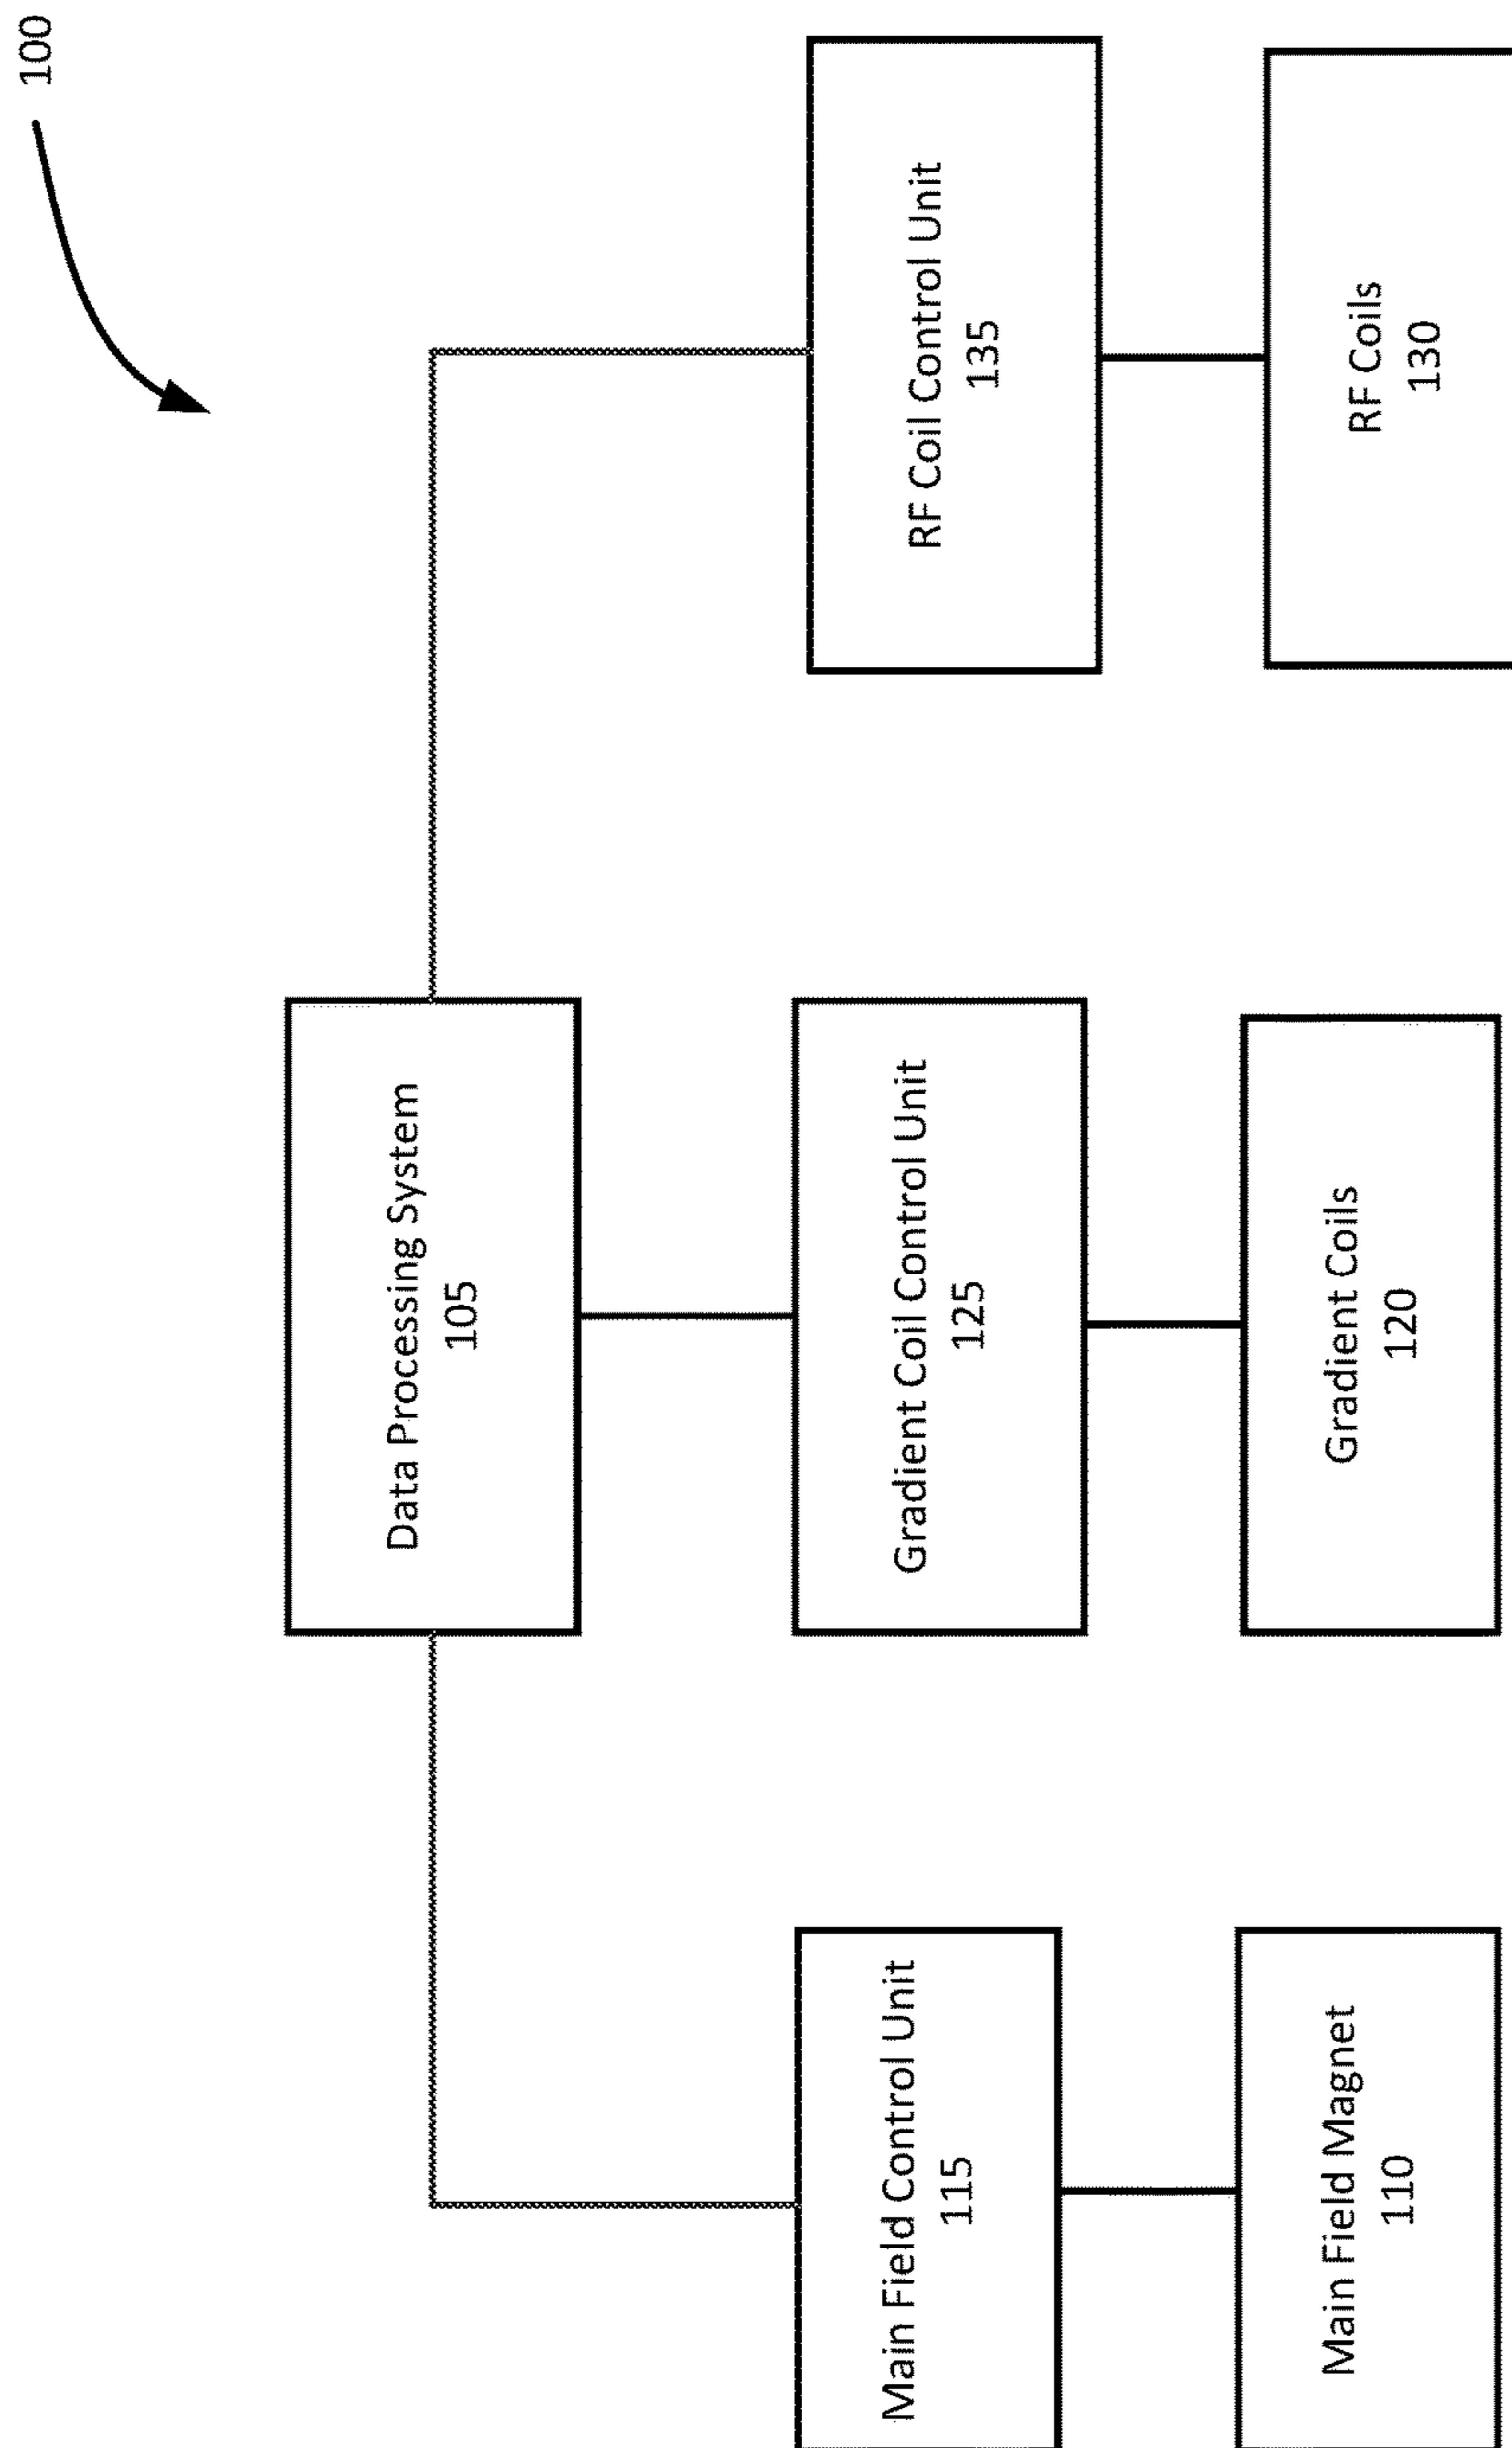 100
Data Processing System
105
Main Field Control Unit
115
Gradient Coil Control Unit
125
RF Coil Control Unit
135
Main Field Magnet
110
Gradient Coils
120
RF Coils
130